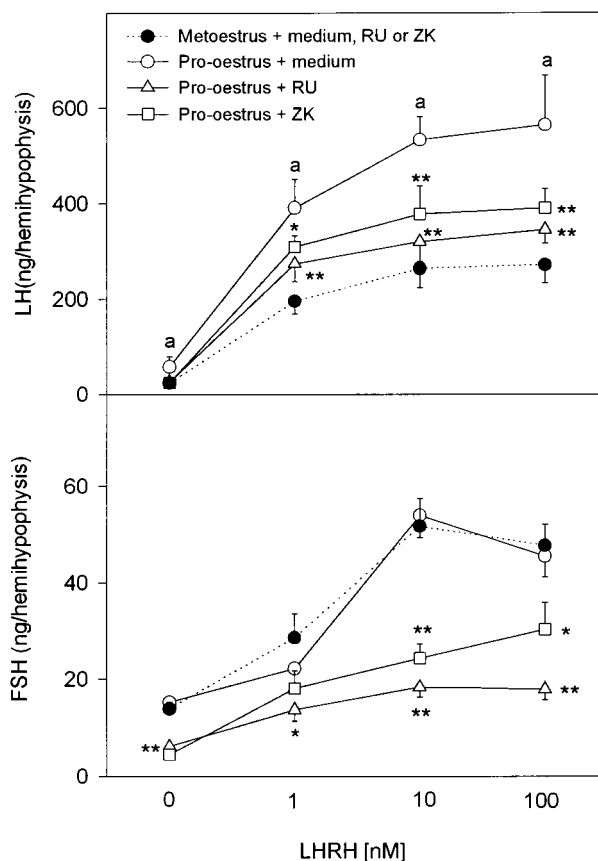 Metoestrus + medium, RU or ZK
Pro-oestrus + medium
Pro-oestrus + RU
Pro-oestrus + ZK
LH(ng/hemihypophysis)
600
400
200
0
a
a
a
a
*
**
**
**
**
**
FSH (ng/hemihypophysis)
60
40
20
0
**
*
**
**
*
**
0
1
10
100
LHRH [nM]